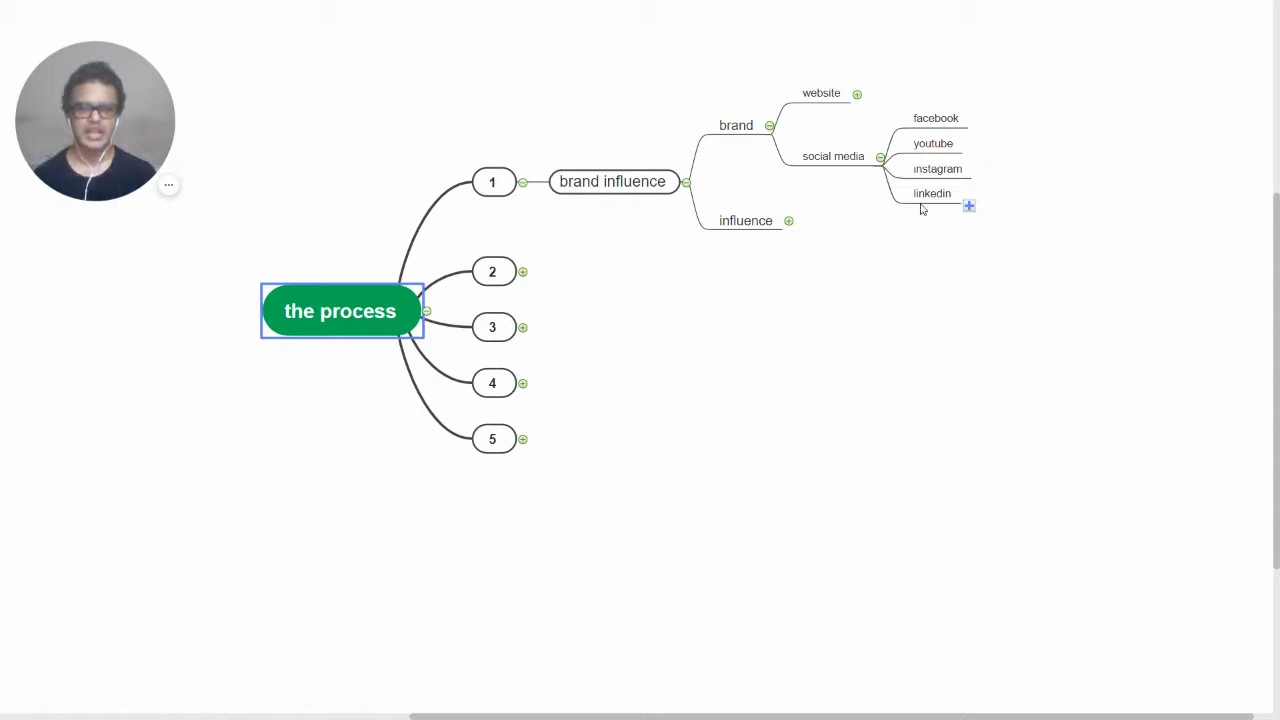 website
facebook
brand
youtube
social media
instagram
1
brand influence
linkedin
influence
2
the process
3
4
5